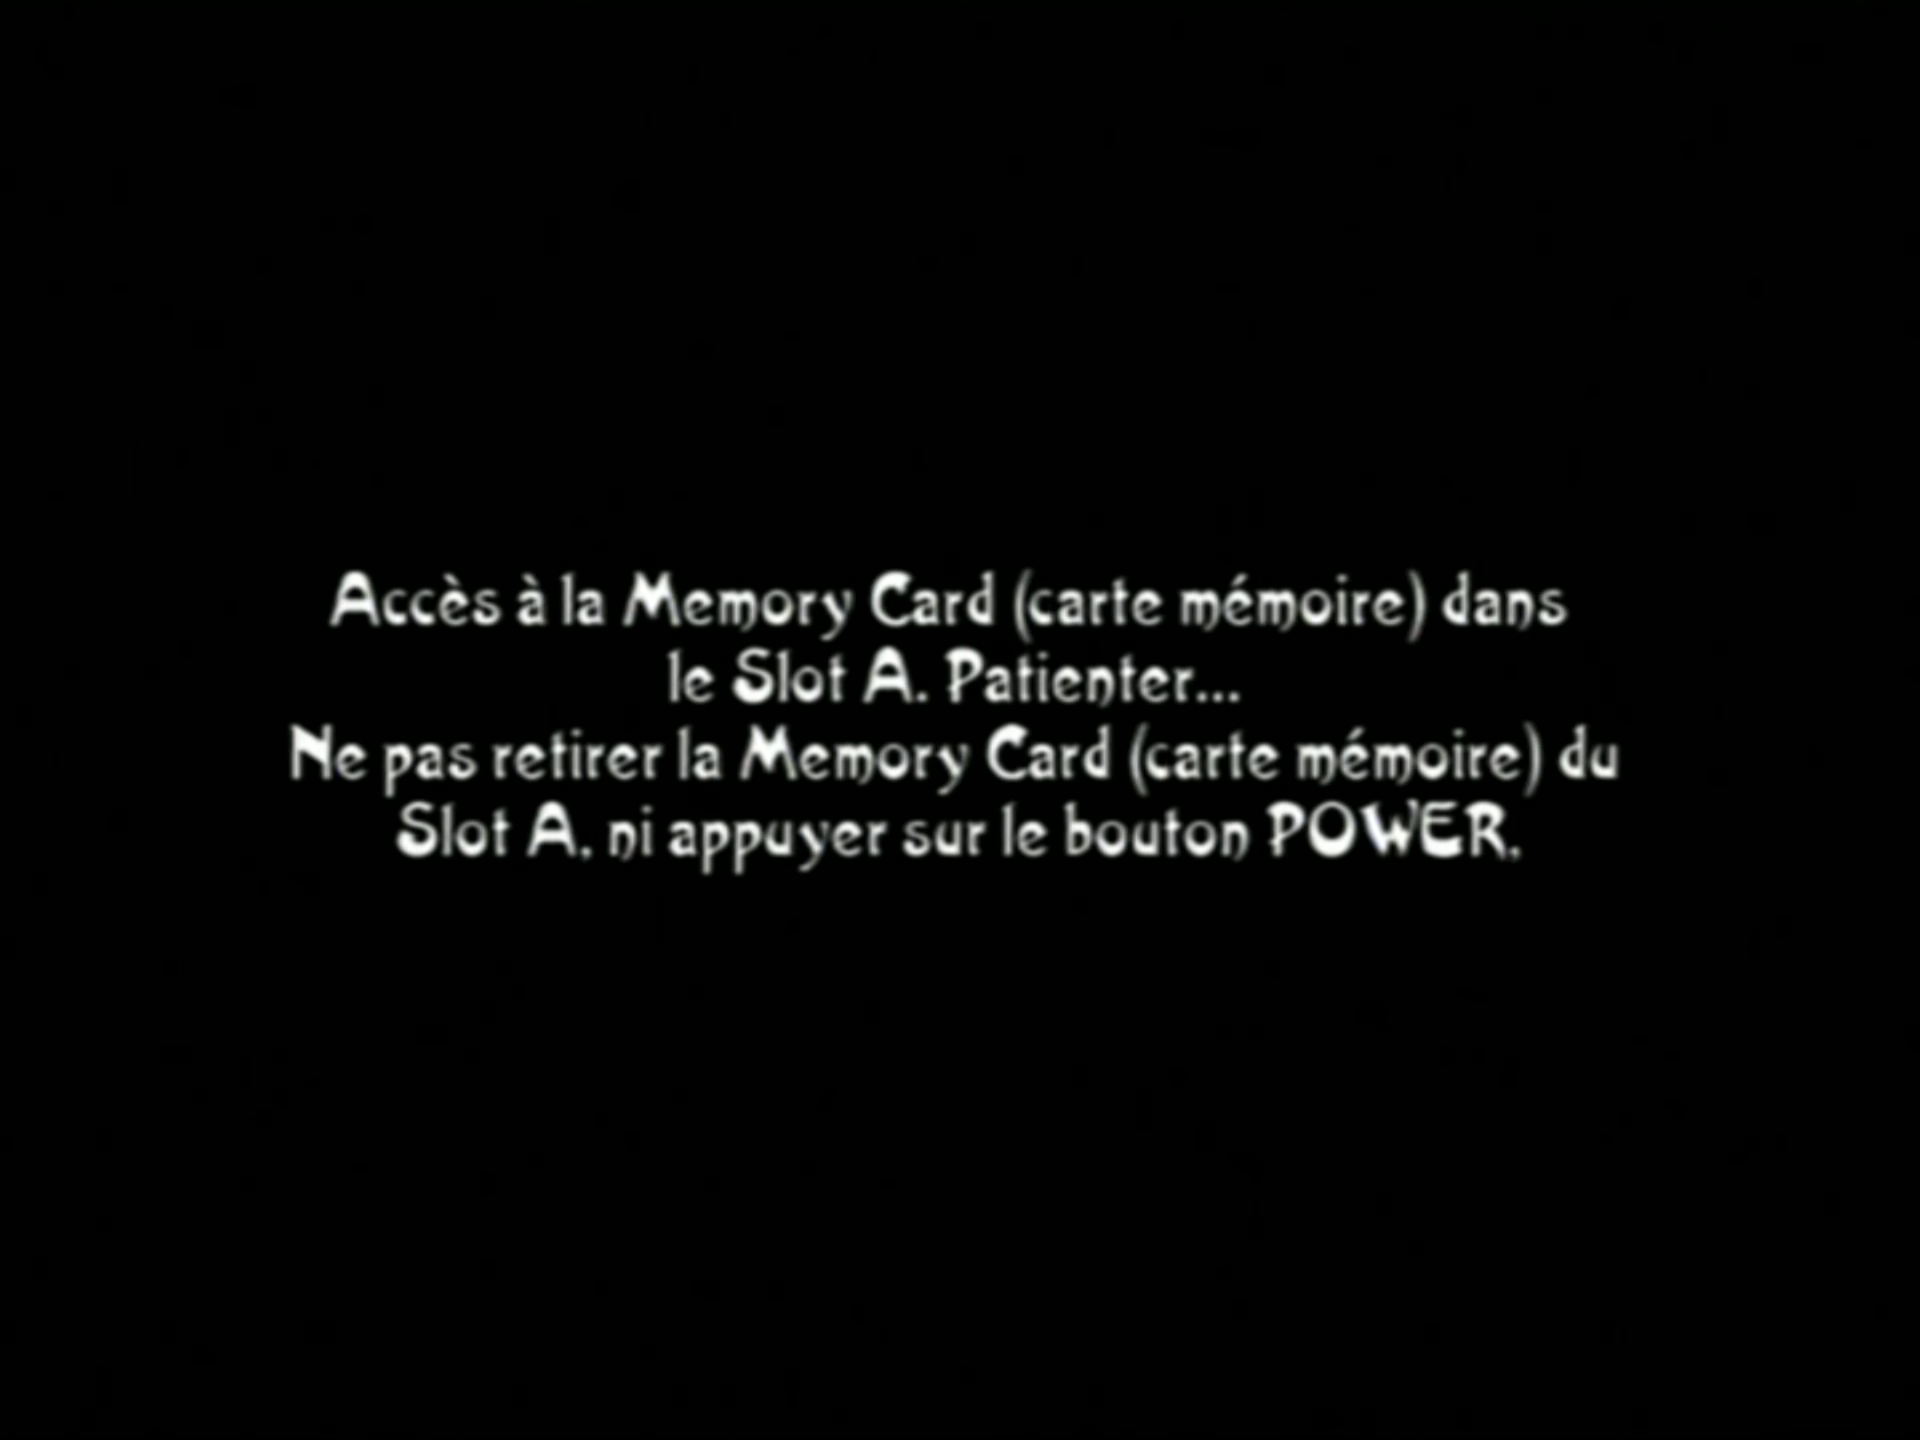 Accès à la Memory Card (carte mémoire) dans
le Slot A. Patienter...
Ne pas retirer la Memory Card (carte mémoire) du
Slot A, ni appuyer sur le bouton POWER.